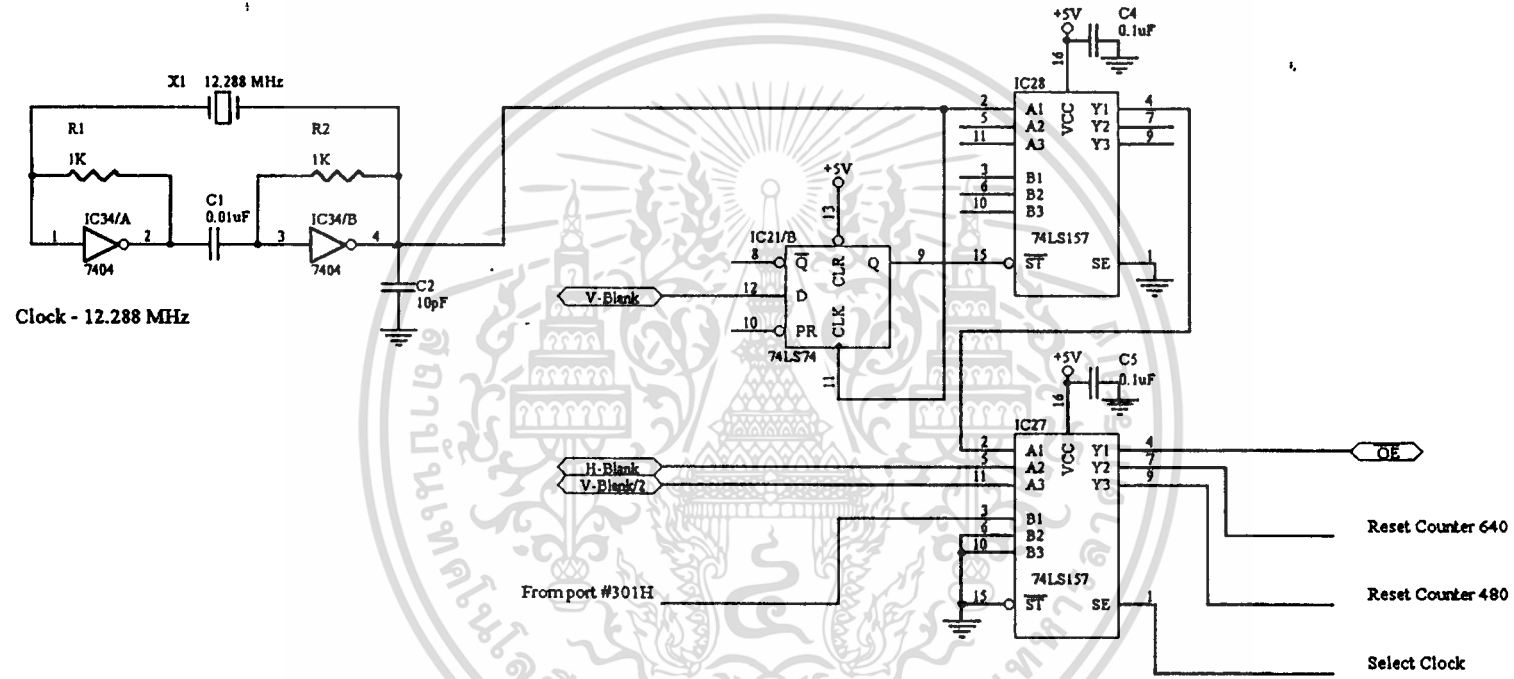 X1 12.288 MHz
R1
1K
R2
1K
C1
0.01uF
IC34/A
1
2
7404
IC34/B
3
4
7404
C2
10pF
Clock - 12.288 MHz
+5V
C4
0.1uF
16
IC28
2 A1 VCC Y1 4
5 A2 Y2 7
11 A3 Y3 9
3 B1
6 B2
10 B3
74LS157
15 ST SE 1
+5V
13
IC21/B
8 Q CLR Q 9
V-Blank 12 D
10 PR CLK
74LS74
11
+5V
C5
0.1uF
16
IC27
2 A1 VCC Y1 4 OE
H-Blank 5 A2 Y2 7
V-Blank/2 11 A3 Y3 9
3 B1
B2
10 B3
74LS157
15 ST SE 1
From port #301H
Reset Counter 640
Reset Counter 480
Select Clock